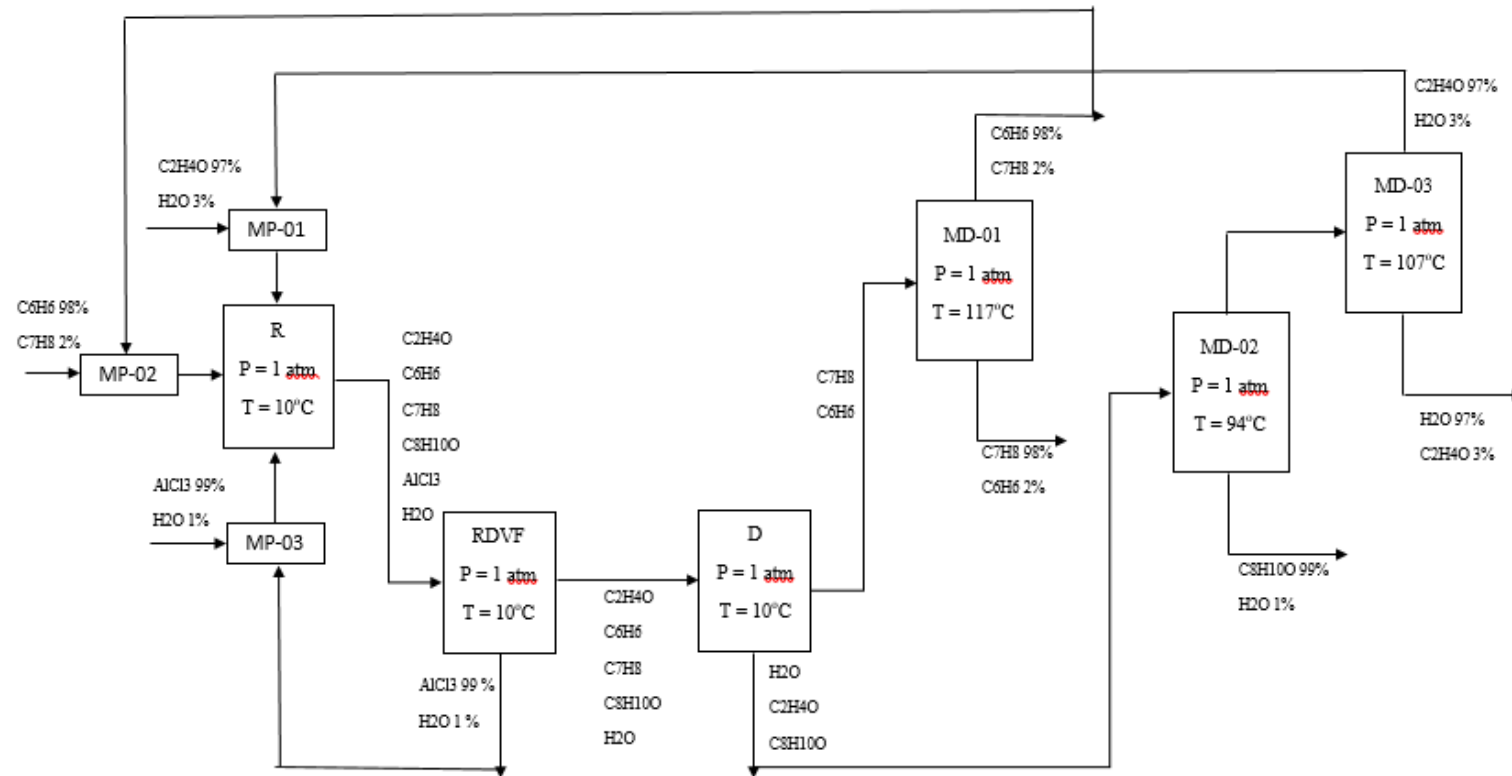 C2H4O 97%
H2O 3%
C6H6 98%
C7H8 2%
C2H4O 97%
H2O 3%
MP-01
MD-03
P = 1 atm
T = 107°C
MD-01
P = 1 atm
T = 117°C
C6H6 98%
C7H8 2%
MP-02
R
P = 1 atm
T = 10°C
C2H4O
C6H6
C7H8
C8H10O
AlCl3
H2O
MD-02
P = 1 atm
T = 94°C
C7H8
C6H6
H2O 97%
C2H4O 3%
C7H8 98%
C6H6 2%
AlCl3 99%
H2O 1%
MP-03
RDVF
P = 1 atm
T = 10°C
D
P = 1 atm
T = 10°C
C8H10O 99%
H2O 1%
C2H4O
C6H6
C7H8
C8H10O
H2O
AlCl3 99 %
H2O 1 %
H2O
C2H4O
C8H10O